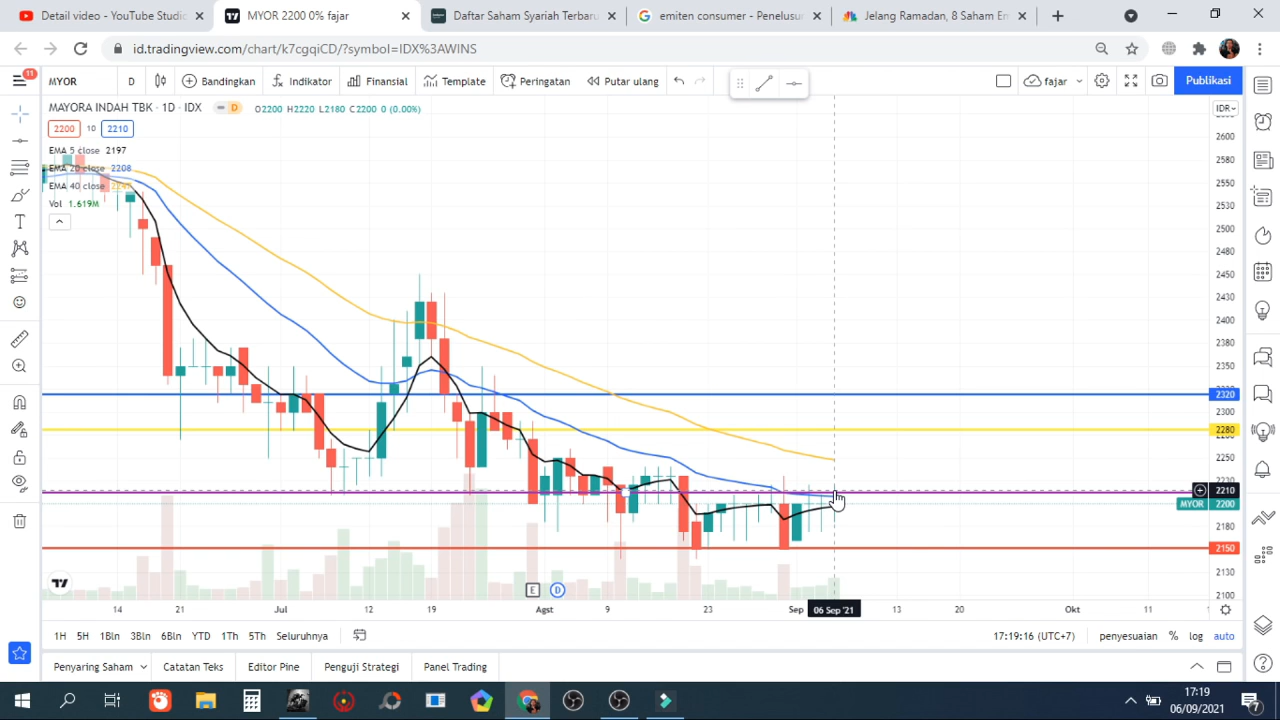 Detail video - YouTube Studio
MYOR 2200 0% fajar
Daftar Saham Syariah Terbaru
emiten consumer - Penelusur
Jelang Ramadan, 8 Saham Em
id.tradingview.com/chart/k7cgqiCD/?symbol=IDX%3AWINS
11
MYOR
D
Bandingkan
Indikator
Finansial
Template
Peringatan
Putar ulang
fajar
Publikasi
MAYORA INDAH TBK · 1D · IDX
D
O2200 H2220 L2180 C2200 0 (0.00%)
IDR
2200 10 2210
EMA 5 close 2197
EMA 20 close 2208
EMA 40 close
Vol 1.619M
2600
2580
2550
2530
2500
2480
2450
2430
2400
2380
2350
2320
2300
2280
2250
2230
2210
MYOR 2200
2180
2150
2130
2100
E D
14 21 Jul 12 19 Agst 9 23 Sep 06 Sep '21 13 20 Okt 11
1H 5H 1Bln 3Bln 6Bln YTD 1Th 5Th Seluruhnya
17:19:16 (UTC+7) penyesuaian % log auto
Penyaring Saham Catatan Teks Editor Pine Penguji Strategi Panel Trading
17:19
06/09/2021
7